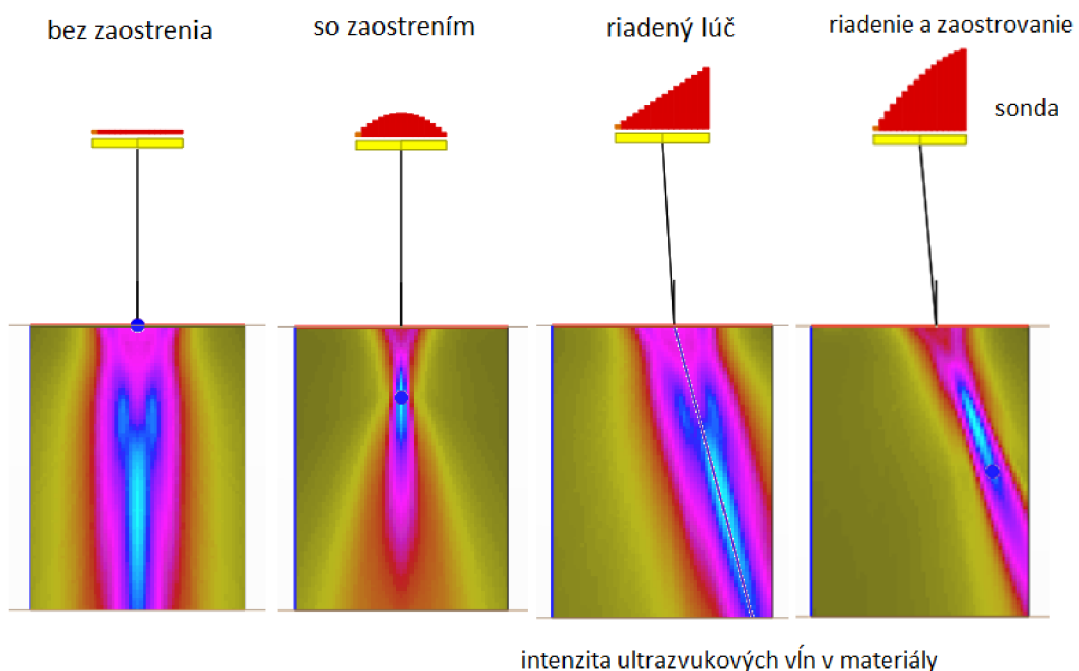 bez zaostrenia
so zaostrením
riadený lúč
riadenie a zaostrovanie
sonda
intenzita ultrazvukových vĺn v materiály